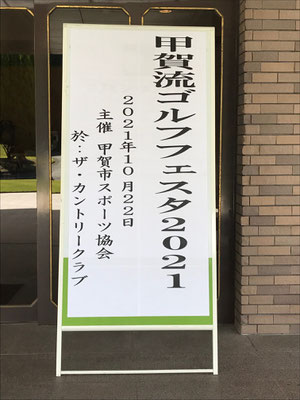 甲賀流ゴルフフェスタ2021
2021年10月22日
主催 甲賀市スポーツ協会
於:ザ・カントリークラブ